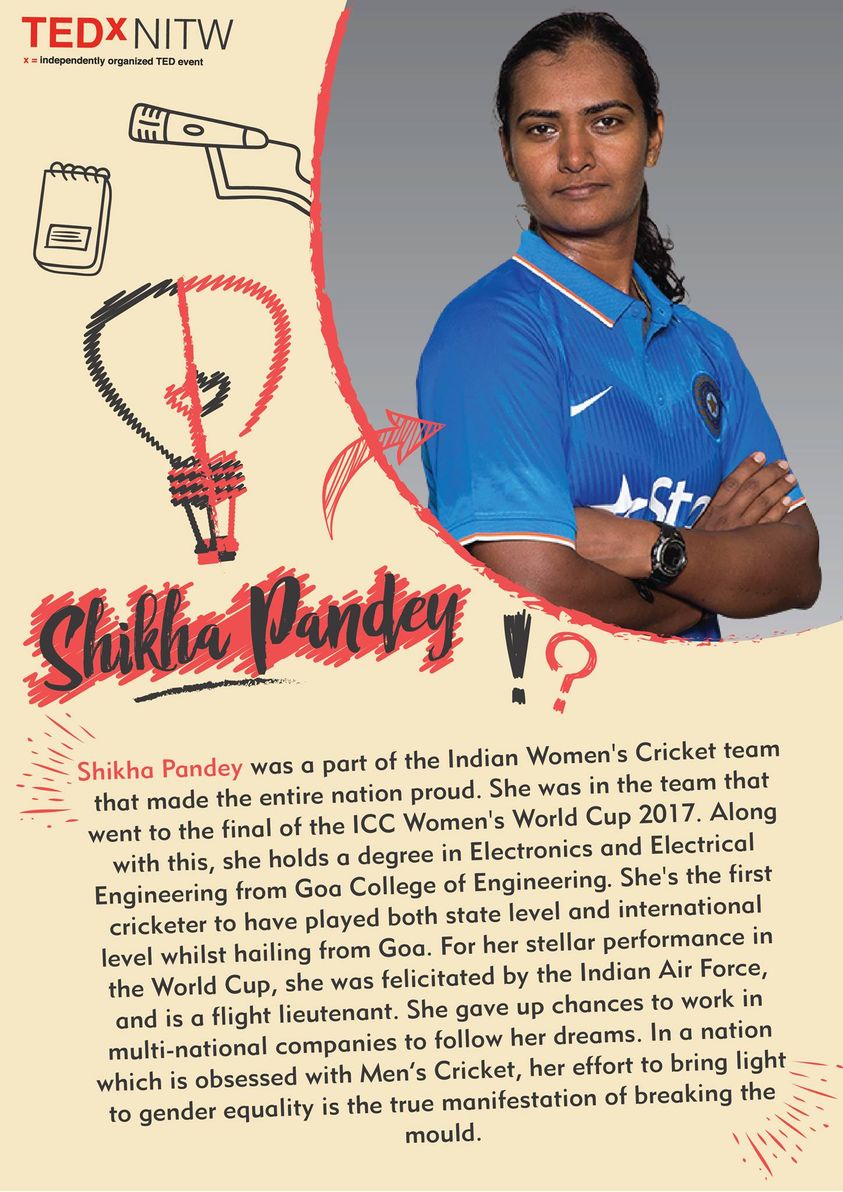 TEDxNITW
x = independently organized TED event
Shikha Pandey
Shikha Pandey was a part of the Indian Women's Cricket team
that made the entire nation proud. She was in the team that
went to the final of the ICC Women's World Cup 2017. Along
with this, she holds a degree in Electronics and Electrical
Engineering from Goa College of Engineering. She's the first
cricketer to have played both state level and international
level whilst hailing from Goa. For her stellar performance in
the World Cup, she was felicitated by the Indian Air Force,
and is a flight lieutenant. She gave up chances to work in
multi-national companies to follow her dreams. In a nation
which is obsessed with Men‘s Cricket, her effort to bring light
to gender equality is the true manifestation of breaking the
mould.